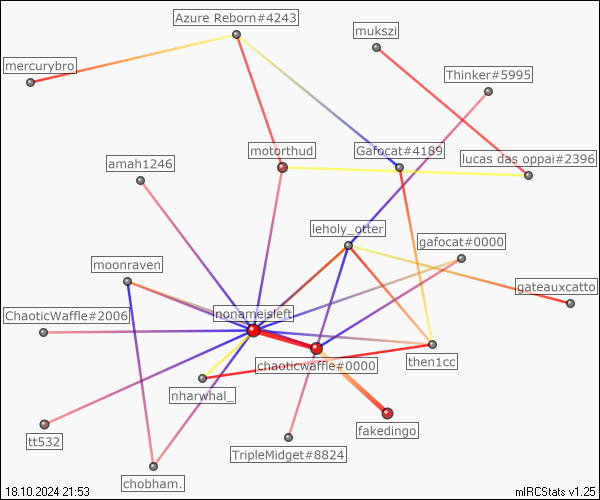 Azure Reborn#4243
mukszi
mercurybro
Thinker#5995
motorthud
Gafocat#4189
lucas das oppai#2396
amah1246
leholy_otter
gafocat#0000
moonraven
gateauxcatto
ChaoticWaffle#2006
nonameisleft
chaoticwaffle#0000
then1cc
nharwhal_
fakedingo
tt532
TripleMidget#8824
chobham.
18.10.2024 21:53
mIRCStats v1.25